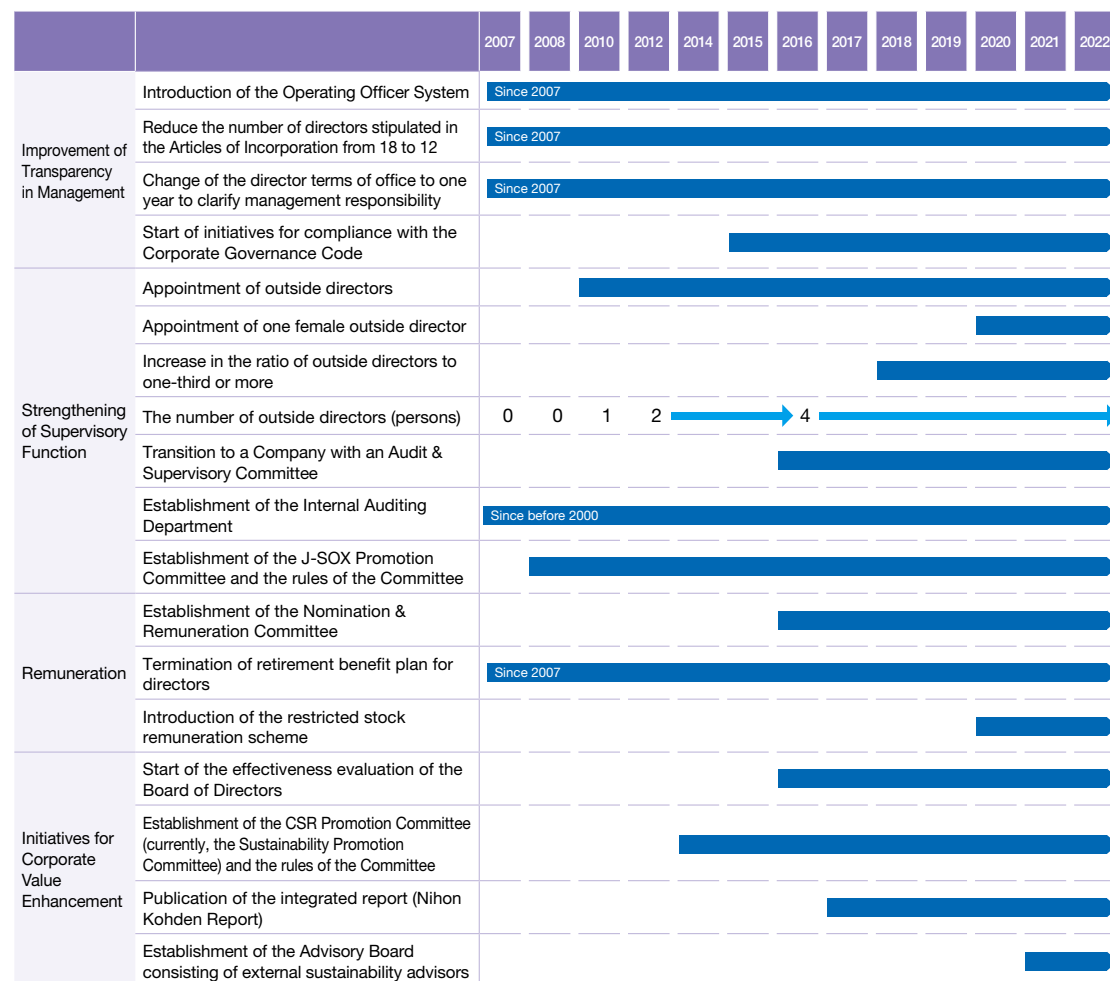 2007 2008 2010 2012 2014 2015 2016 2017 2018 2019 2020 2021 2022
Improvement of
Transparency
in Management
Introduction of the Operating Officer System
Since 2007
Reduce the number of directors stipulated in
the Articles of Incorporation from 18 to 12
Since 2007
Change of the director terms of office to one
year to clarify management responsibility
Since 2007
Start of initiatives for compliance with the
Corporate Governance Code
Strengthening
of Supervisory
Function
Appointment of outside directors
Appointment of one female outside director
Increase in the ratio of outside directors to
one-third or more
The number of outside directors (persons)
0 0 1 2 4
Transition to a Company with an Audit &
Supervisory Committee
Establishment of the Internal Auditing
Department
Since before 2000
Establishment of the J-SOX Promotion
Committee and the rules of the Committee
Remuneration
Establishment of the Nomination &
Remuneration Committee
Termination of retirement benefit plan for
directors
Since 2007
Introduction of the restricted stock
remuneration scheme
Initiatives for
Corporate
Value
Enhancement
Start of the effectiveness evaluation of the
Board of Directors
Establishment of the CSR Promotion Committee
(currently, the Sustainability Promotion
Committee) and the rules of the Committee
Publication of the integrated report (Nihon
Kohden Report)
Establishment of the Advisory Board
consisting of external sustainability advisors